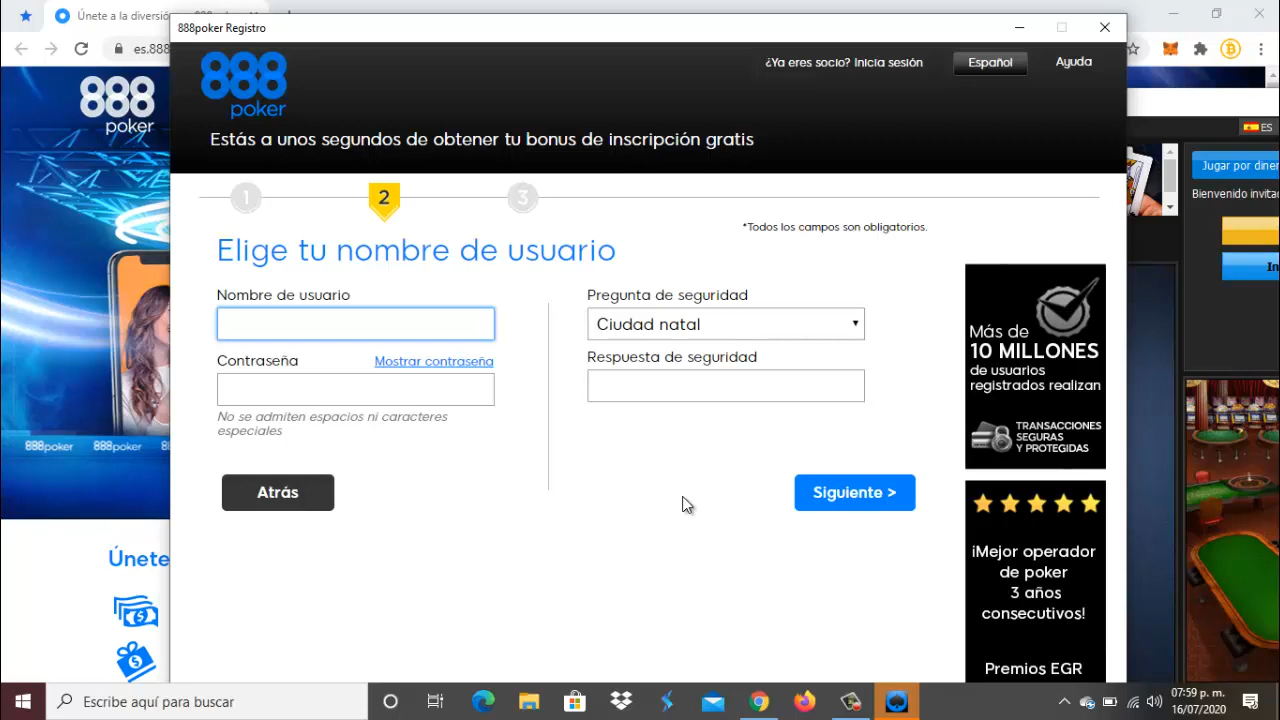 Únete a la diversió
888poker Registro
es.888
888
poker
888
poker
¿Ya eres socio? Inicia sesión
Español
Ayuda
Estás a unos segundos de obtener tu bonus de inscripción gratis
ES
Jugar por diner
Bienvenido invita
In
1
2
3
*Todos los campos son obligatorios.
Elige tu nombre de usuario
Nombre de usuario
Pregunta de seguridad
Ciudad natal
Contraseña
Mostrar contraseña
Respuesta de seguridad
No se admiten espacios ni caracteres
especiales
Atrás
Siguiente >
Más de
10 MILLONES
de usuarios
registrados realizan
TRANSACCIONES
SEGURAS
Y PROTEGIDAS
¡Mejor operador
de poker
3 años
consecutivos!
Premios EGR
888poker
888poker
Únete
Escribe aquí para buscar
07:59 p. m.
16/07/2020